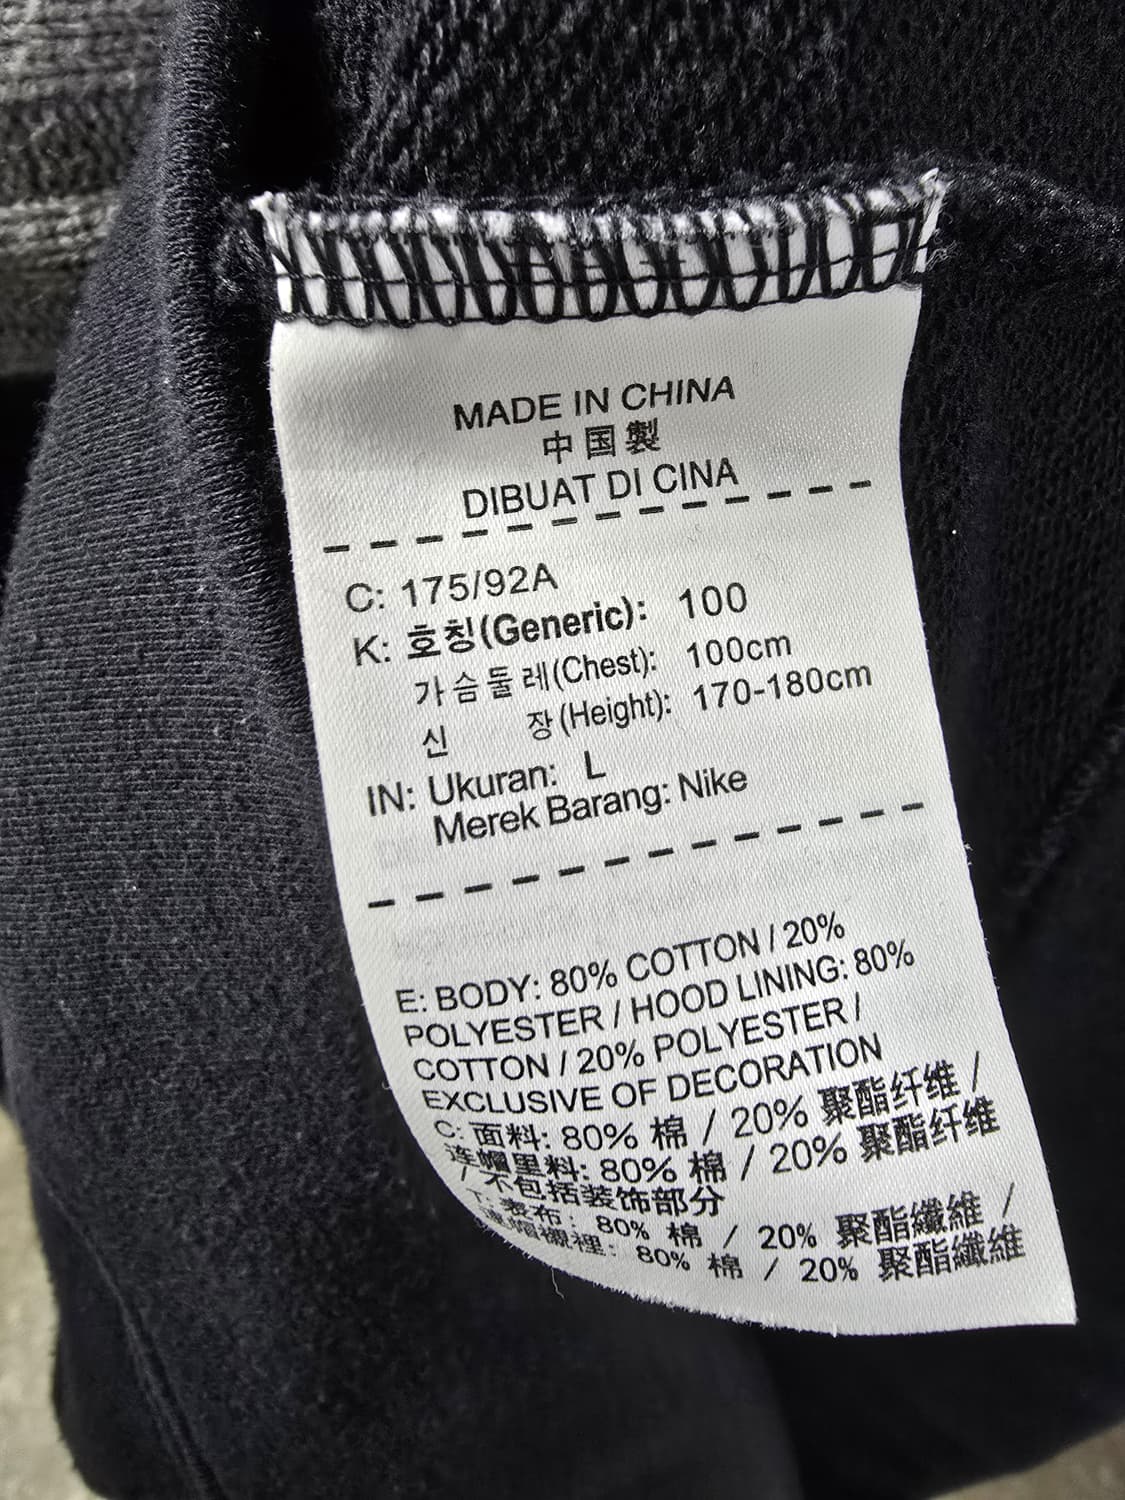 MADE IN CHINA
中国製
DIBUAT DI CINA
C: 175/92A
K: 호칭(Generic): 100
가슴둘레(Chest): 100cm
신 장(Height): 170-180cm
IN: Ukuran: L
Merek Barang: Nike
E: BODY: 80% COTTON / 20%
POLYESTER / HOOD LINING: 80%
COTTON / 20% POLYESTER /
EXCLUSIVE OF DECORATION
C: 面料: 80% 棉 / 20% 聚酯纤维 /
连帽里料: 80% 棉 / 20% 聚酯纤维
/ 不包括装饰部分
T: 表布: 80% 棉 / 20% 聚酯纖維 /
連帽襯裡: 80% 棉 / 20% 聚酯纖維